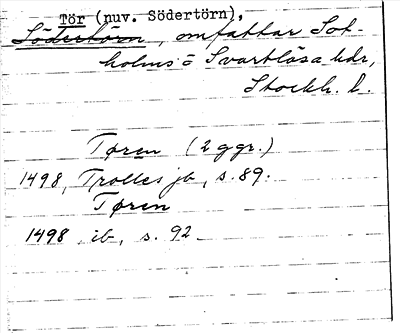 Tör (nuv. Södertörn),
Södertörn, omfattar Sot-
holms o Svartlösa hdr,
Stockh. l.
Tøren (2 ggr.)
1498, Trolles jb, s. 89.
Tøren
1498 ib, s. 92